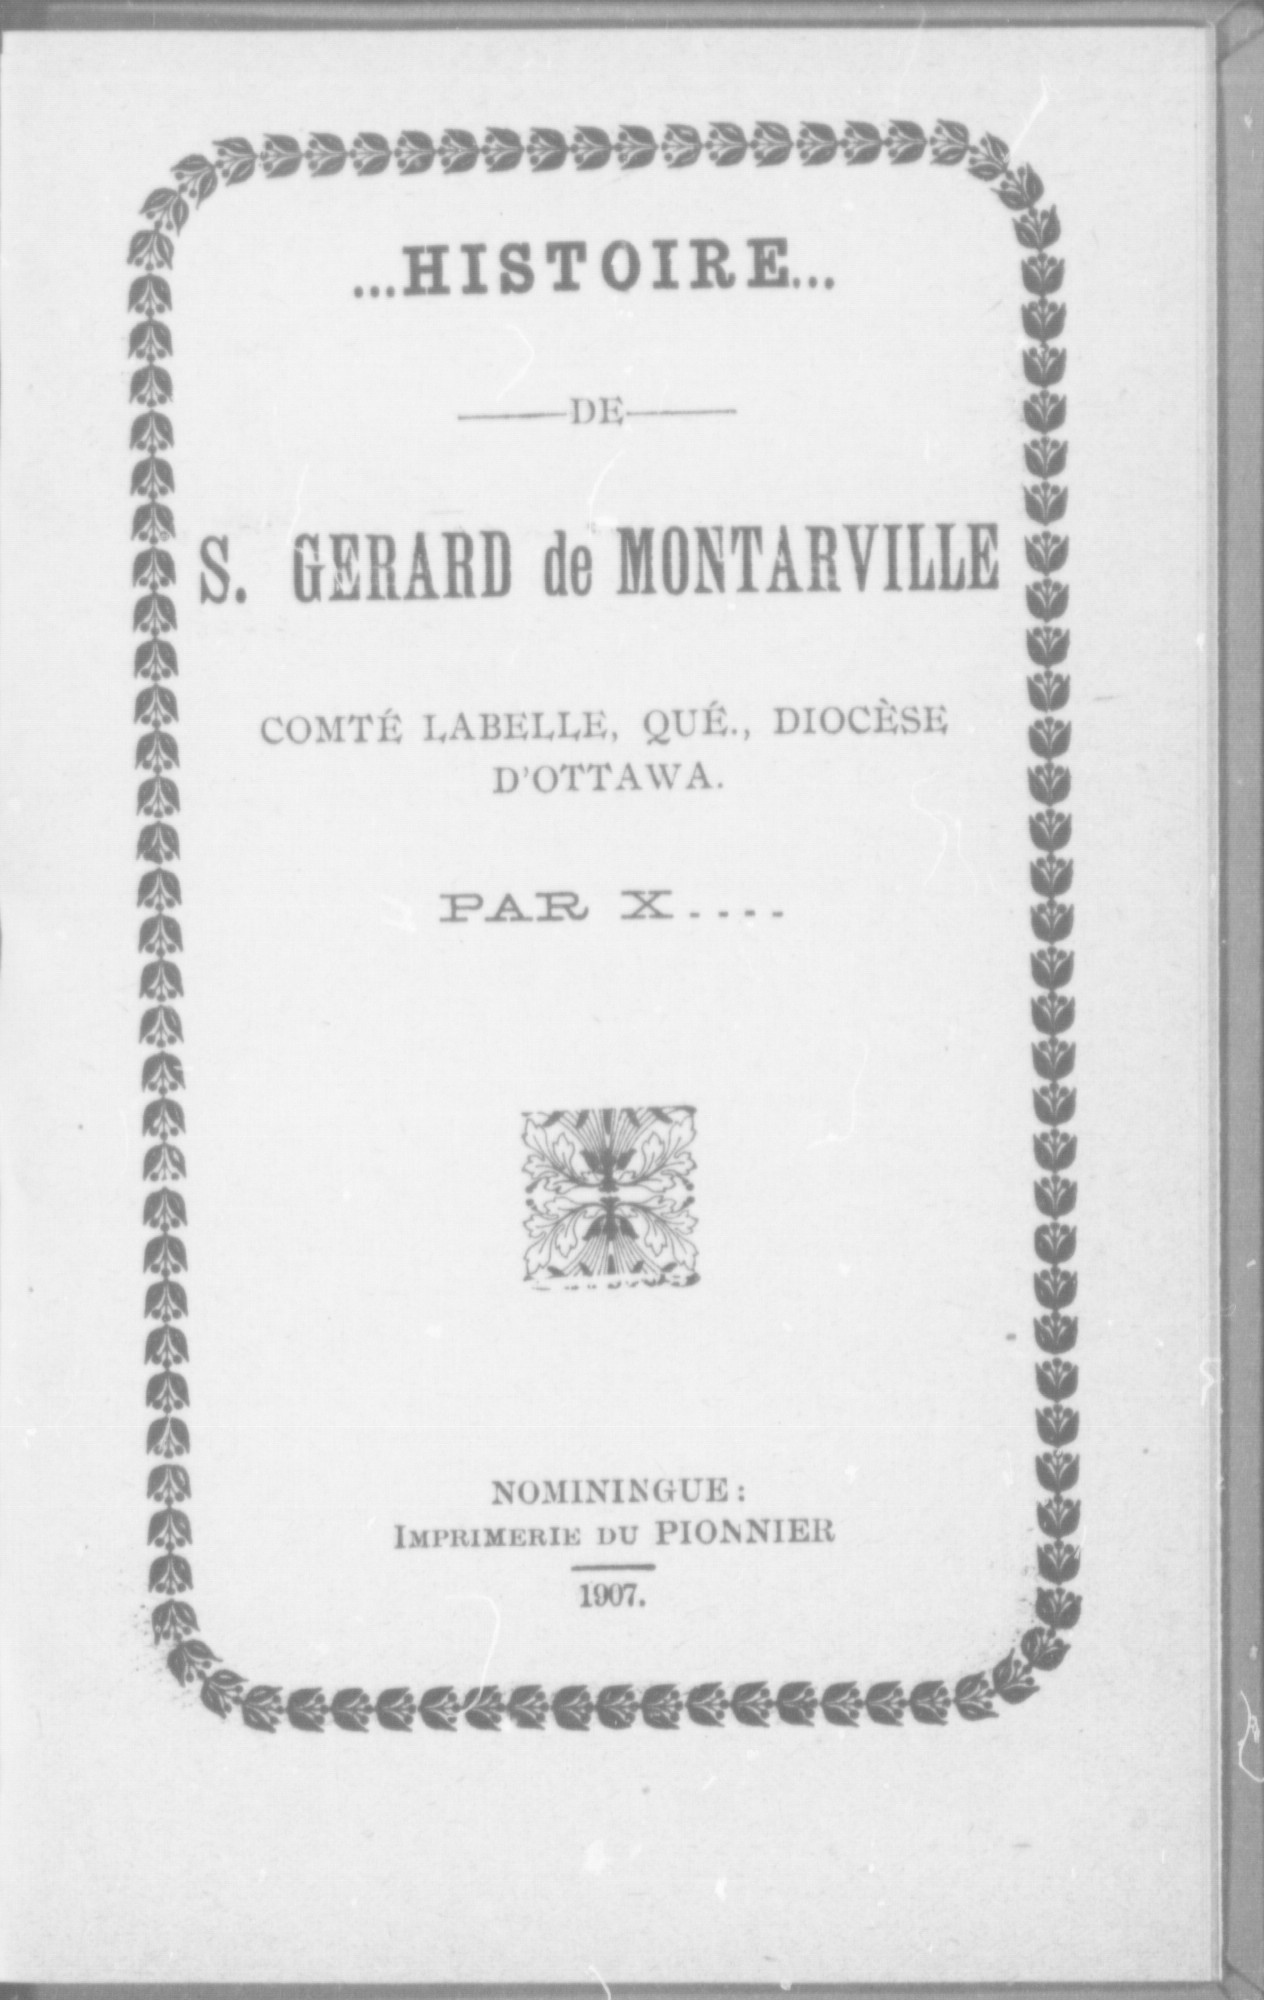 ...HISTOIRE...
DE
S. GERARD de MONTARVILLE
COMTÉ LABELLE, QUÉ., DIOCÈSE
D'OTTAWA.
PAR X....
NOMININGUE:
IMPRIMERIE DU PIONNIER
1907.